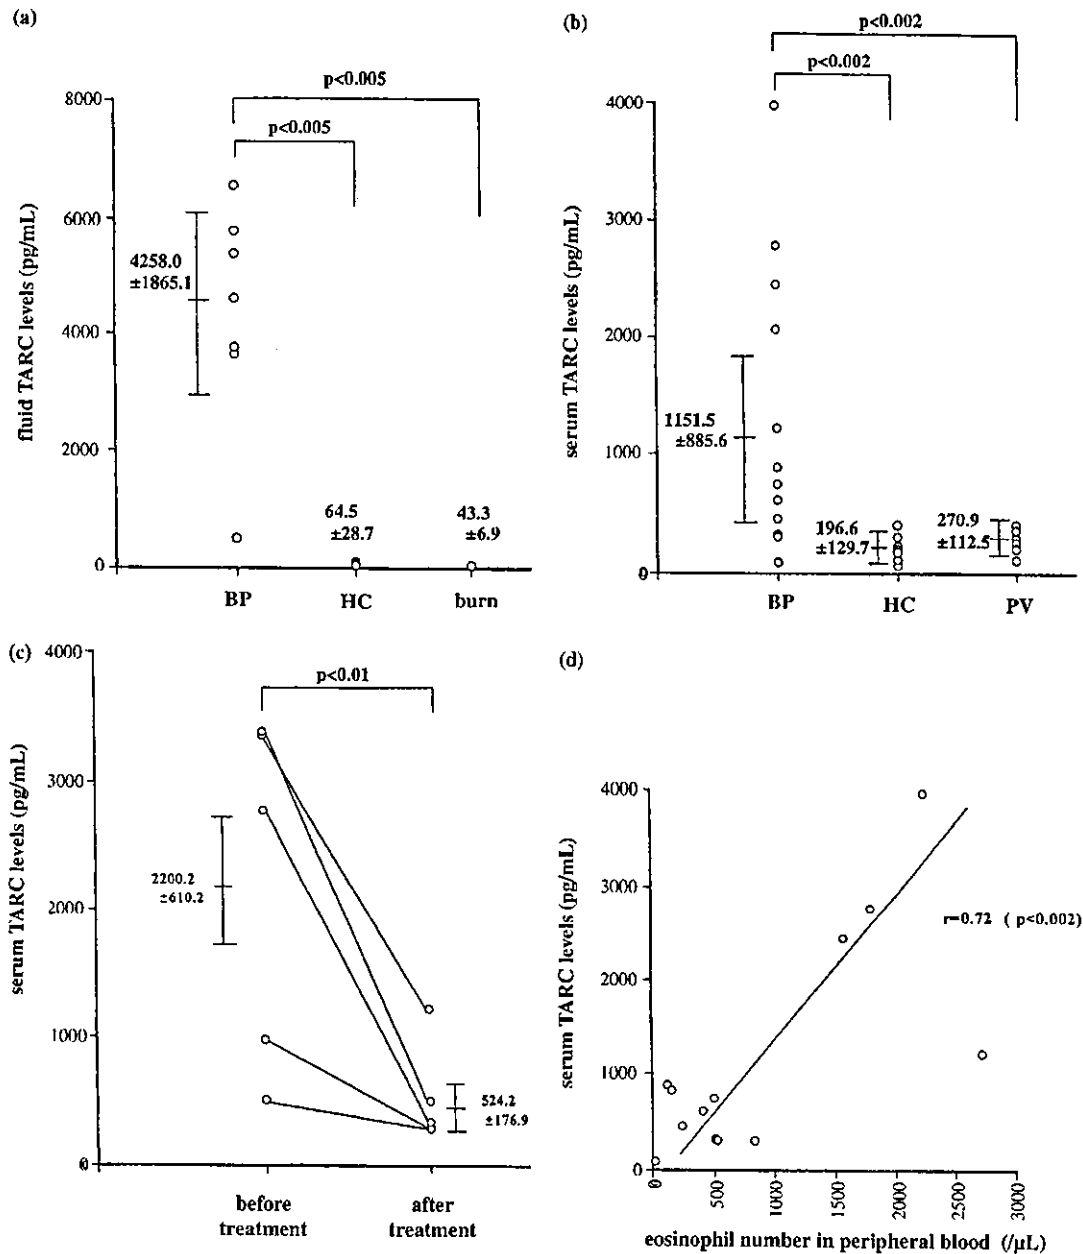 (a)
p<0.005
p<0.005
8000
6000
4000
2000
0
fluid TARC levels (pg/mL)
4258.0
±1865.1
64.5
±28.7
43.3
±6.9
BP
HC
burn
(b)
p<0.002
p<0.002
4000
3000
2000
1000
0
serum TARC levels (pg/mL)
1151.5
±885.6
196.6
±129.7
270.9
±112.5
BP
HC
PV
(c)
p<0.01
4000
3000
2000
1000
0
serum TARC levels (pg/mL)
2200.2
±610.2
524.2
±176.9
before
treatment
after
treatment
(d)
4000
3000
2000
1000
0
serum TARC levels (pg/mL)
r=0.72 ( p<0.002)
0
500
1000
1500
2000
2500
3000
eosinophil number in peripheral blood (/µL)